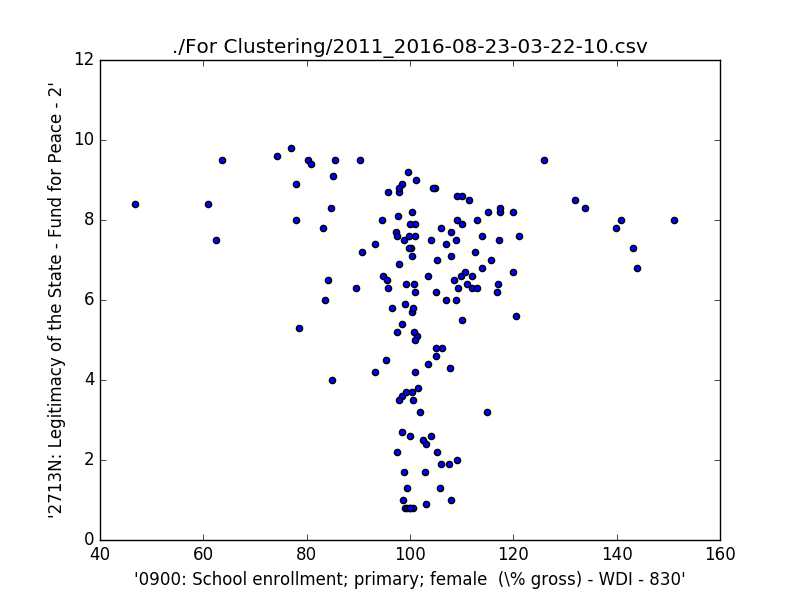 ./For Clustering/2011_2016-08-23-03-22-10.csv
'2713N: Legitimacy of the State - Fund for Peace - 2'
12
10
8
6
4
2
0
40 60 80 100 120 140 160
'0900: School enrollment; primary; female  (\% gross) - WDI - 830'